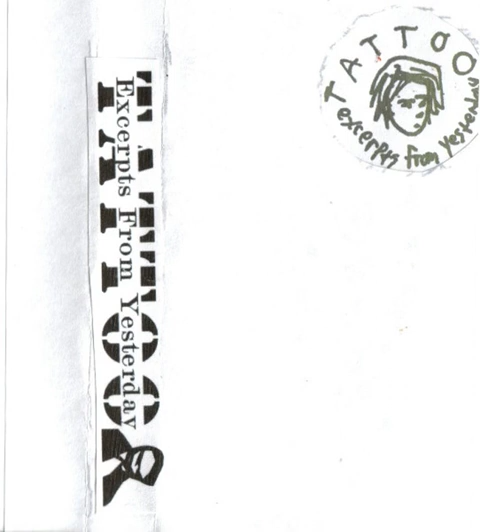 TATTOO
Excerpts From Yesterday
TATTOO
excerpts from yesterday